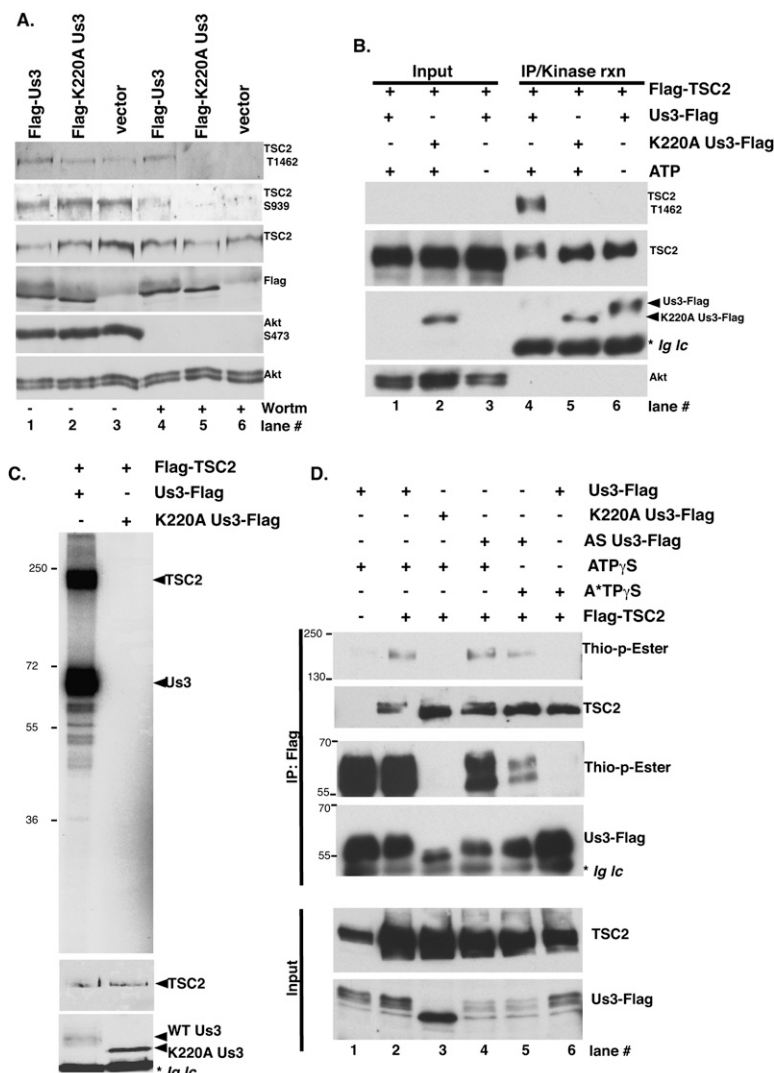 A.
Flag-Us3
Flag-K220A Us3
vector
Flag-Us3
Flag-K220A Us3
vector
TSC2
T1462
TSC2
S939
TSC2
Flag
Akt
S473
Akt
- - - + + + Wortm
1 2 3 4 5 6 lane #
B.
Input IP/Kinase rxn
+ + + + + + Flag-TSC2
+ - + + - + Us3-Flag
- + - - + - K220A Us3-Flag
+ + - + + - ATP
TSC2
T1462
TSC2
Us3-Flag
K220A Us3-Flag
* Ig lc
Akt
1 2 3 4 5 6 lane #
C.
+ + Flag-TSC2
+ - Us3-Flag
- + K220A Us3-Flag
250
TSC2
72
Us3
55
36
TSC2
WT Us3
K220A Us3
* Ig lc
D.
+ + - - - + Us3-Flag
- - + - - - K220A Us3-Flag
- - - + + - AS Us3-Flag
+ + + + - - ATPγS
- - - - + + A*TPγS
- + + + + + Flag-TSC2
IP: Flag
250
Thio-p-Ester
130
TSC2
70
Thio-p-Ester
55
70
Us3-Flag
55
* Ig lc
Input
TSC2
Us3-Flag
1 2 3 4 5 6 lane #